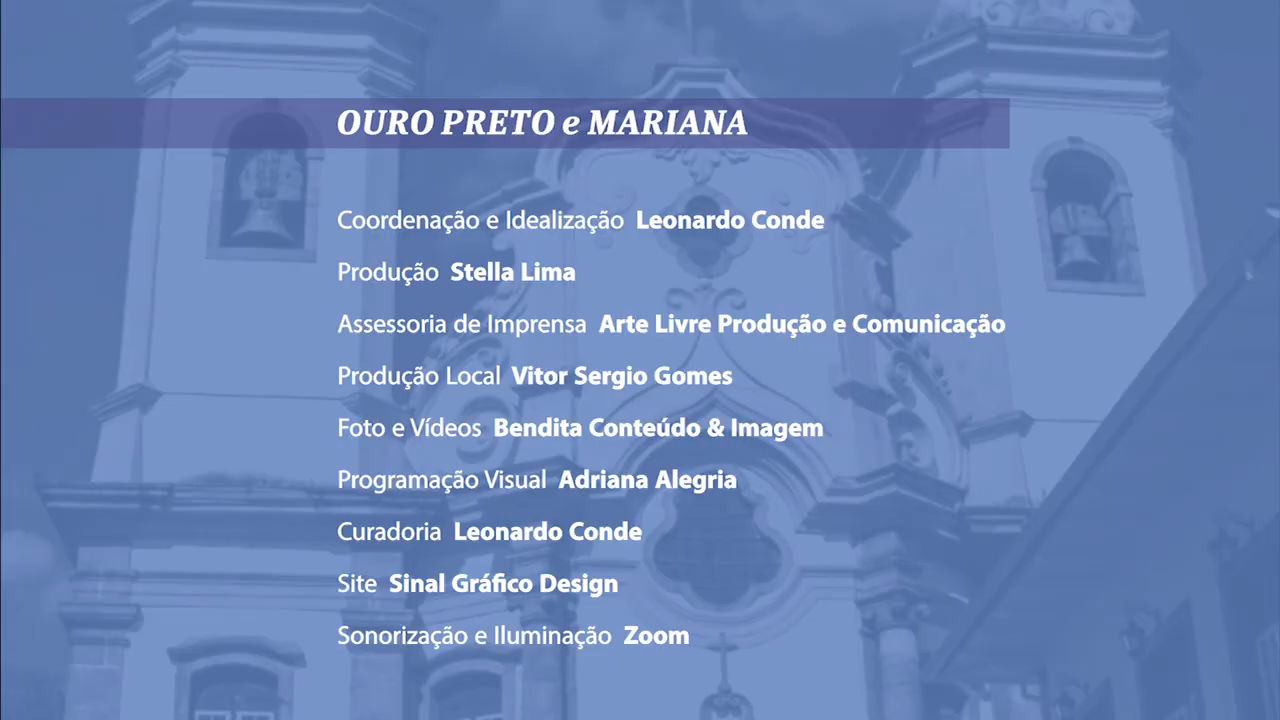 OURO PRETO e MARIANA
Coordenação e Idealização Leonardo Conde
Produção Stella Lima
Assessoria de Imprensa Arte Livre Produção e Comunicação
Produção Local Vitor Sergio Gomes
Foto e Vídeos Bendita Conteúdo & Imagem
Programação Visual Adriana Alegria
Curadoria Leonardo Conde
Site Sinal Gráfico Design
Sonorização e Iluminação Zoom